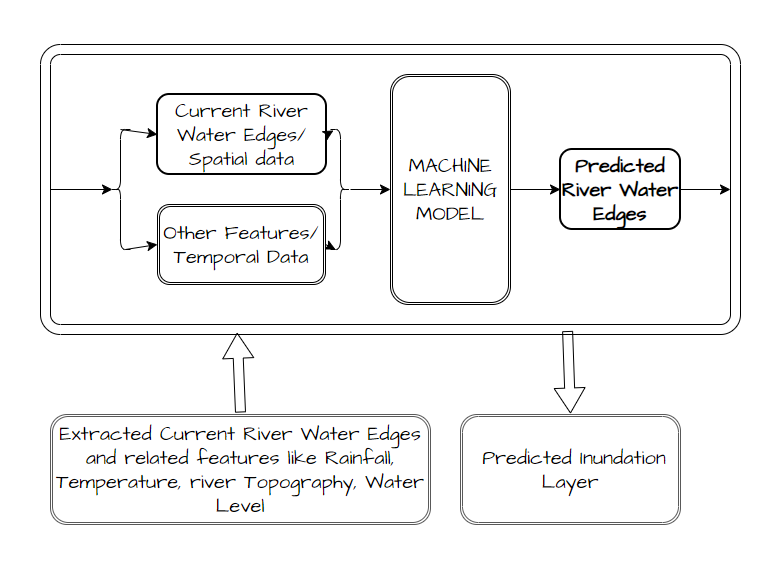 Current River
Water Edges/
Spatial data
Other Features/
Temporal Data
MACHINE
LEARNING
MODEL
Predicted
River Water
Edges
Extracted Current River Water Edges
and related features like Rainfall,
Temperature, river Topography, Water
Level
Predicted Inundation
Layer